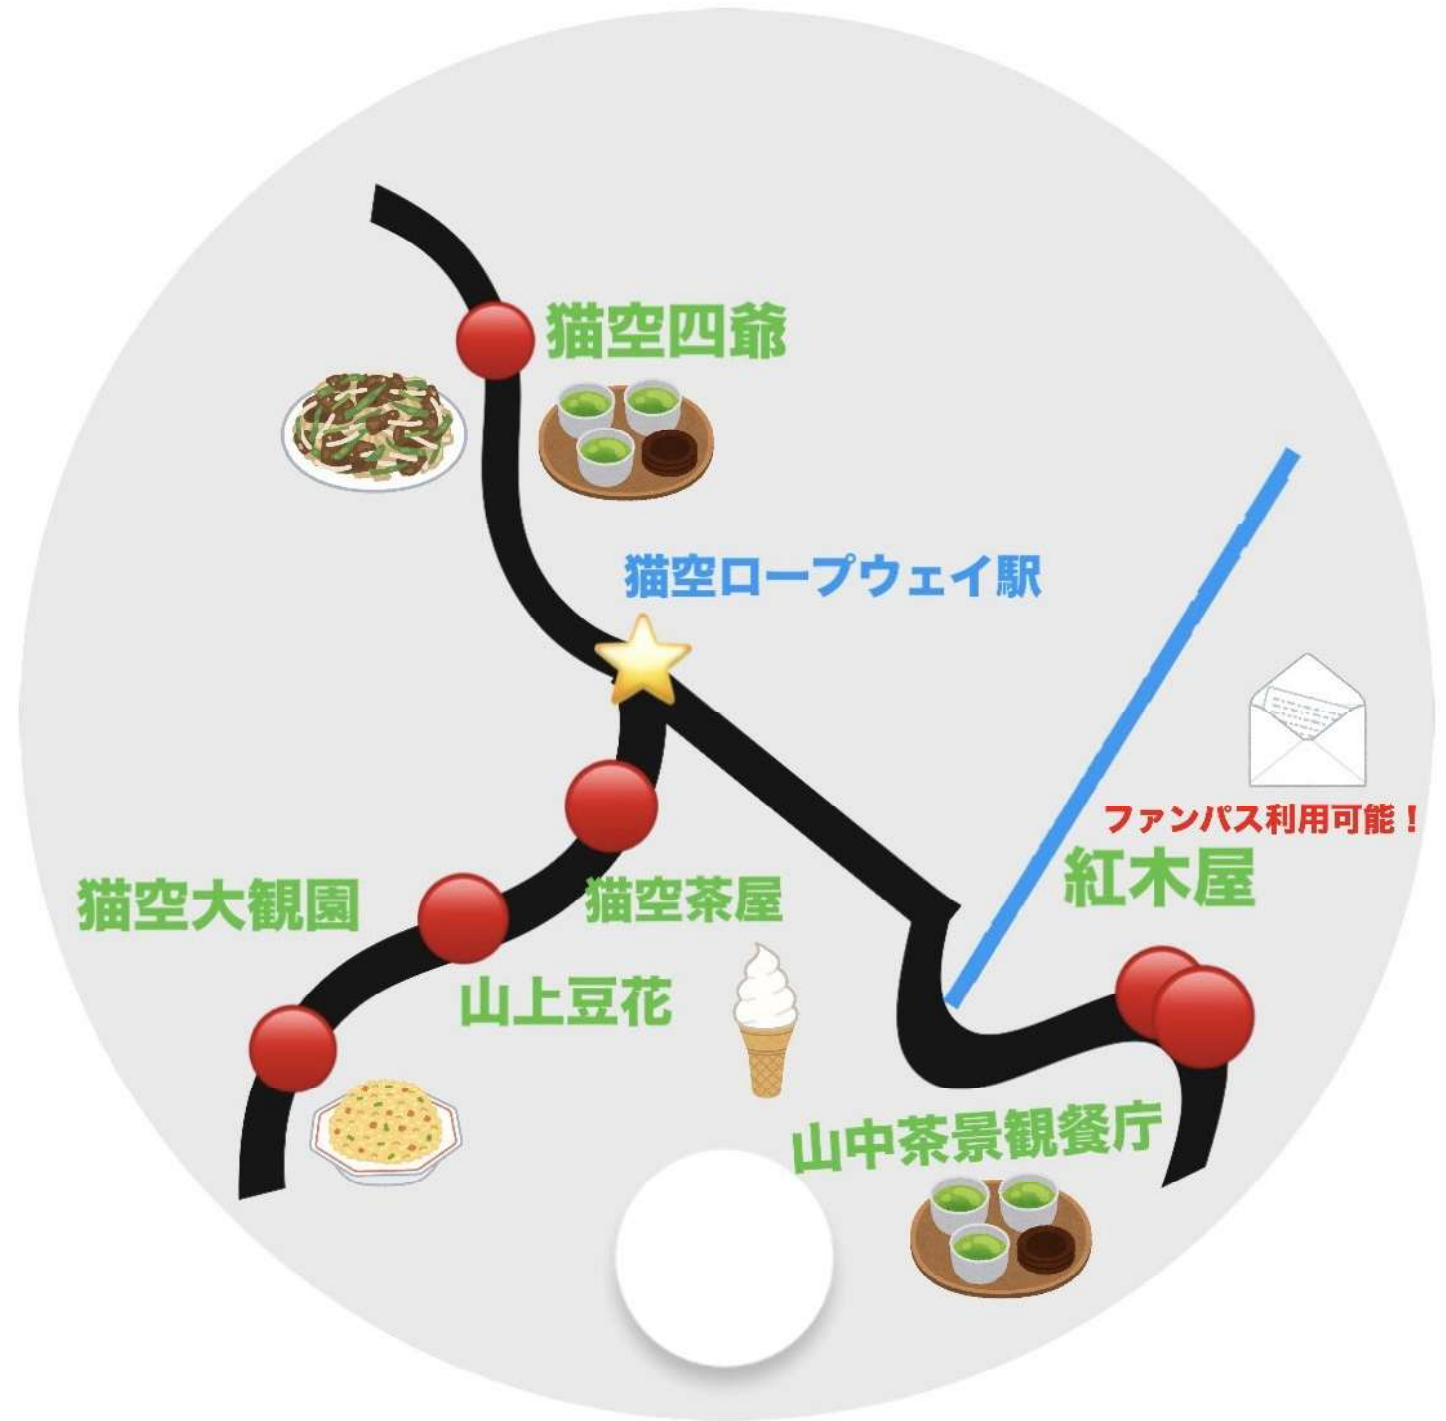 猫空四爺
猫空ロープウェイ駅
ファンパス利用可能！
紅木屋
猫空大観園
猫空茶屋
山上豆花
山中茶景観餐庁